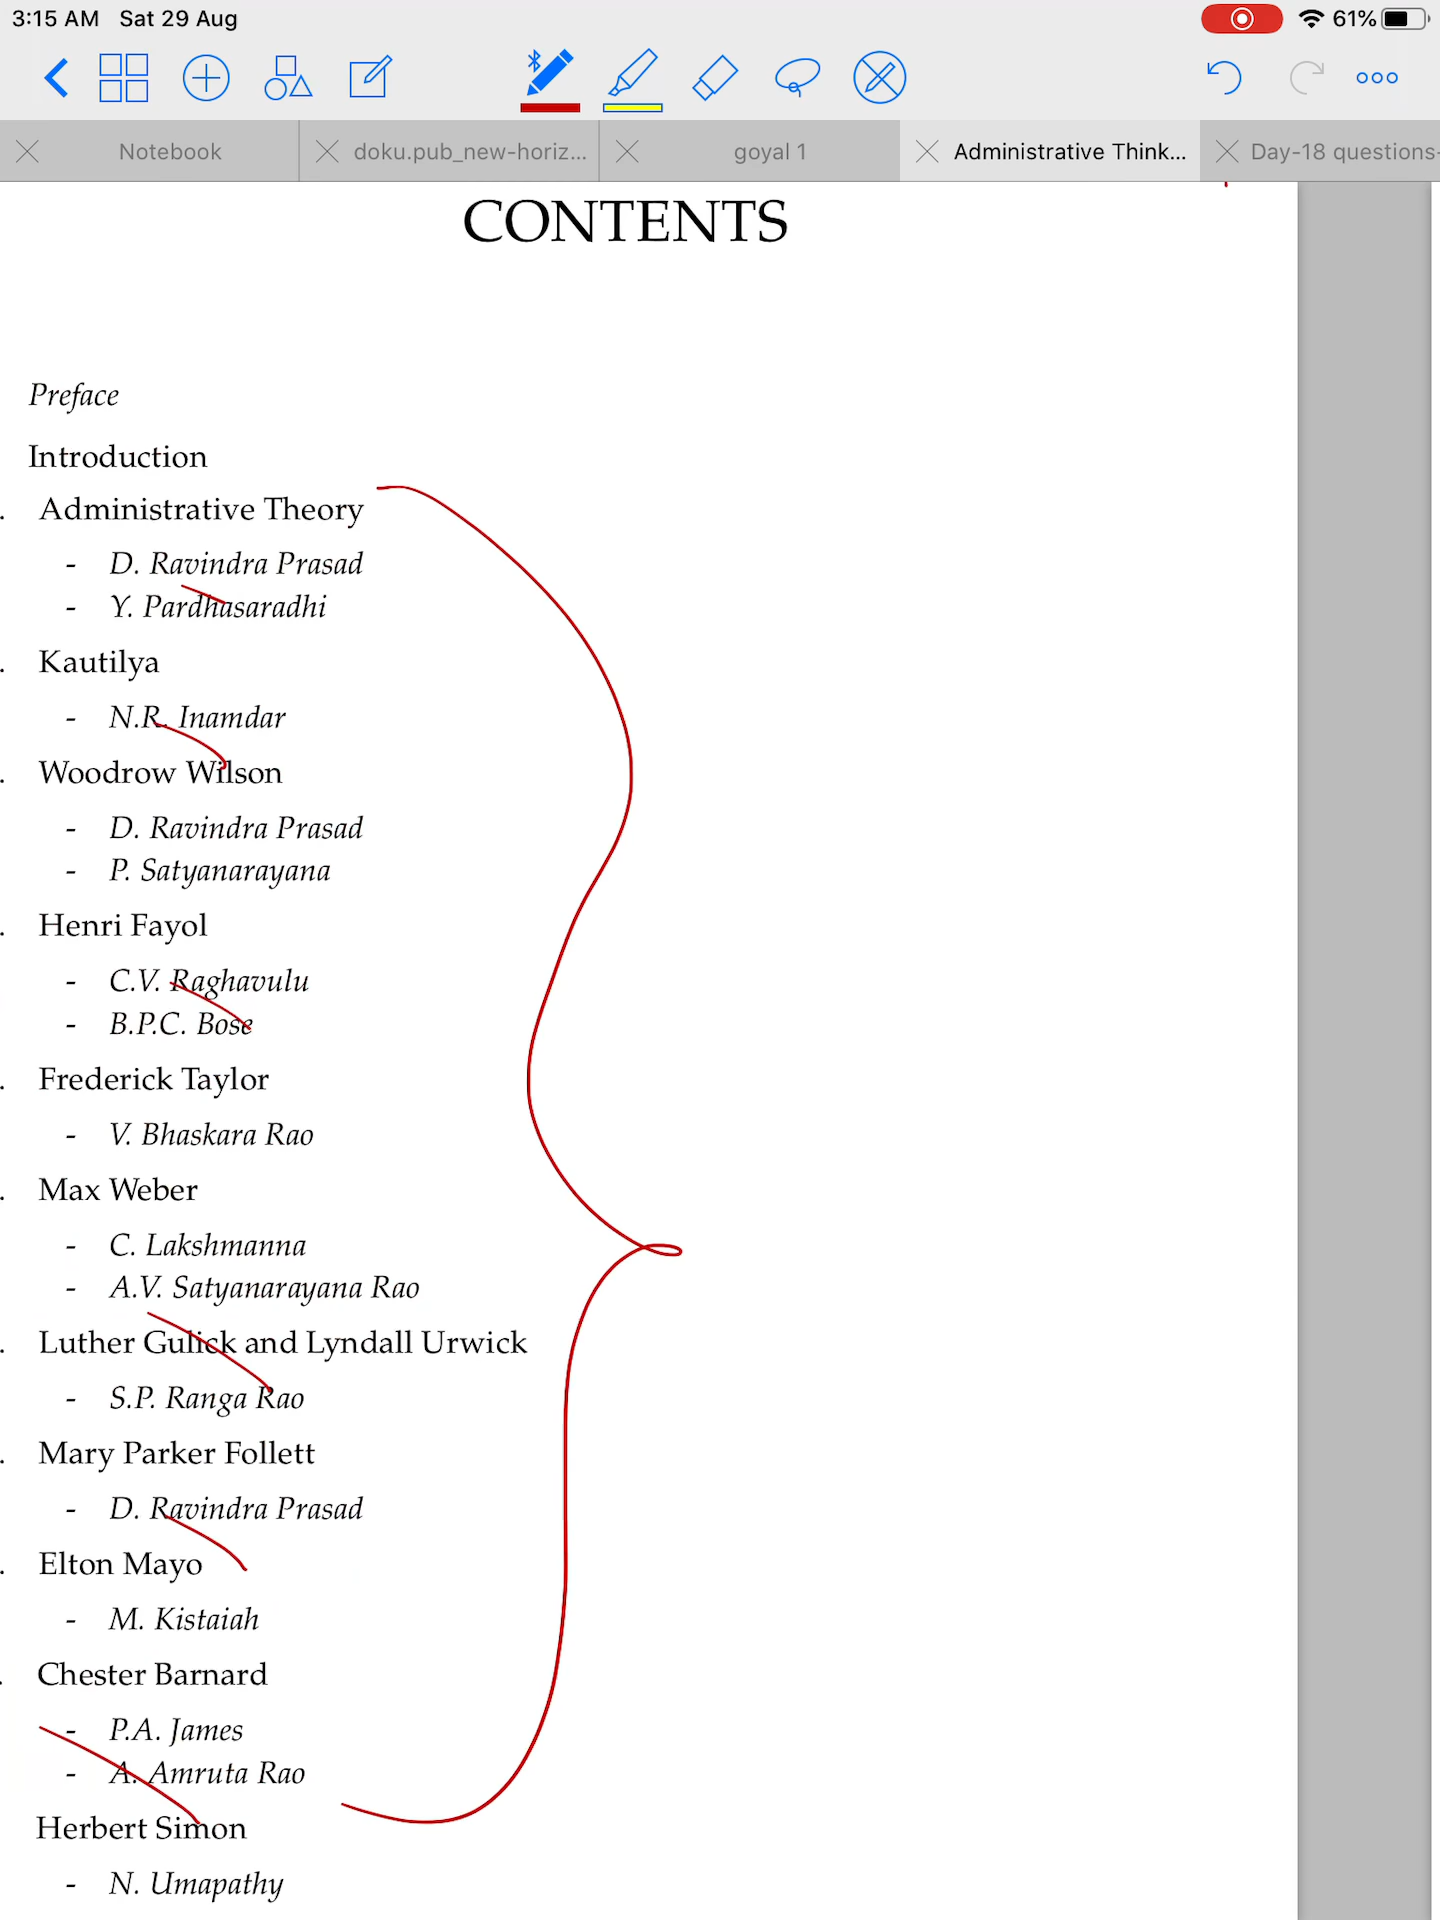 3:15 AM Sat 29 Aug 61%
Notebook doku.pub_new-horiz... goyal 1 Administrative Think... Day-18 questions-
CONTENTS
Preface
Introduction
. Administrative Theory
- D. Ravindra Prasad
- Y. Pardhasaradhi
. Kautilya
- N.R. Inamdar
. Woodrow Wilson
- D. Ravindra Prasad
- P. Satyanarayana
. Henri Fayol
- C.V. Raghavulu
- B.P.C. Bose
. Frederick Taylor
- V. Bhaskara Rao
. Max Weber
- C. Lakshmanna
- A.V. Satyanarayana Rao
. Luther Gulick and Lyndall Urwick
- S.P. Ranga Rao
. Mary Parker Follett
- D. Ravindra Prasad
. Elton Mayo
- M. Kistaiah
. Chester Barnard
- P.A. James
- A. Amruta Rao
Herbert Simon
- N. Umapathy